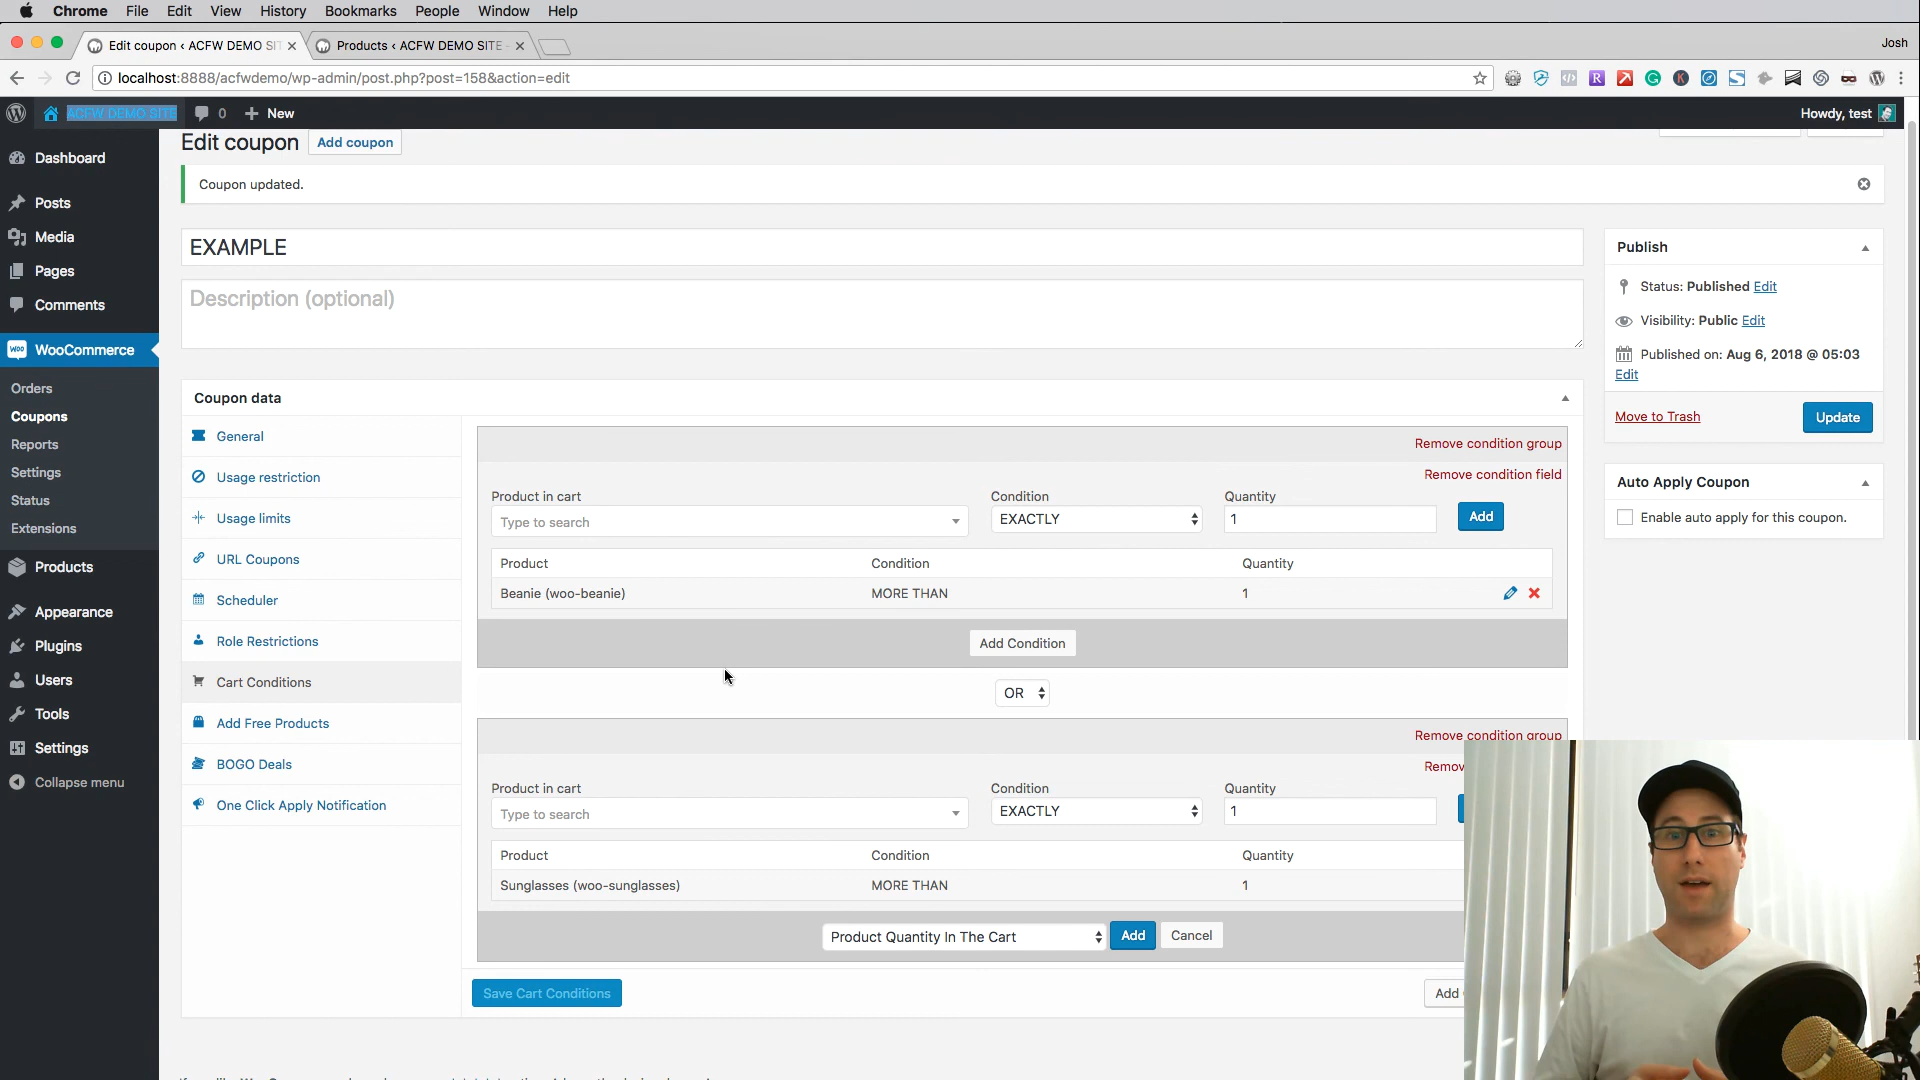 Chrome File Edit View History Bookmarks People Window Help
Edit coupon ‹ ACFW DEMO SIT
Products ‹ ACFW DEMO SITE -
Josh
localhost:8888/acfwdemo/wp-admin/post.php?post=158&action=edit
ACFW DEMO SITE 0 + New
Howdy, test
Edit coupon Add coupon
Coupon updated.
Dashboard
Posts
Media
Pages
Comments
WooCommerce
Orders
Coupons
Reports
Settings
Status
Extensions
Products
Appearance
Plugins
Users
Tools
Settings
Collapse menu
EXAMPLE
Description (optional)
Coupon data
General
Usage restriction
Usage limits
URL Coupons
Scheduler
Role Restrictions
Cart Conditions
Add Free Products
BOGO Deals
One Click Apply Notification
Remove condition group
Remove condition field
Product in cart Condition Quantity
Type to search EXACTLY 1 Add
Product Condition Quantity
Beanie (woo-beanie) MORE THAN 1
Add Condition
OR
Remove condition group
Remov
Product in cart Condition Quantity
Type to search EXACTLY 1
Product Condition Quantity
Sunglasses (woo-sunglasses) MORE THAN 1
Product Quantity In The Cart Add Cancel
Save Cart Conditions
Add
Publish
Status: Published Edit
Visibility: Public Edit
Published on: Aug 6, 2018 @ 05:03
Edit
Move to Trash Update
Auto Apply Coupon
Enable auto apply for this coupon.